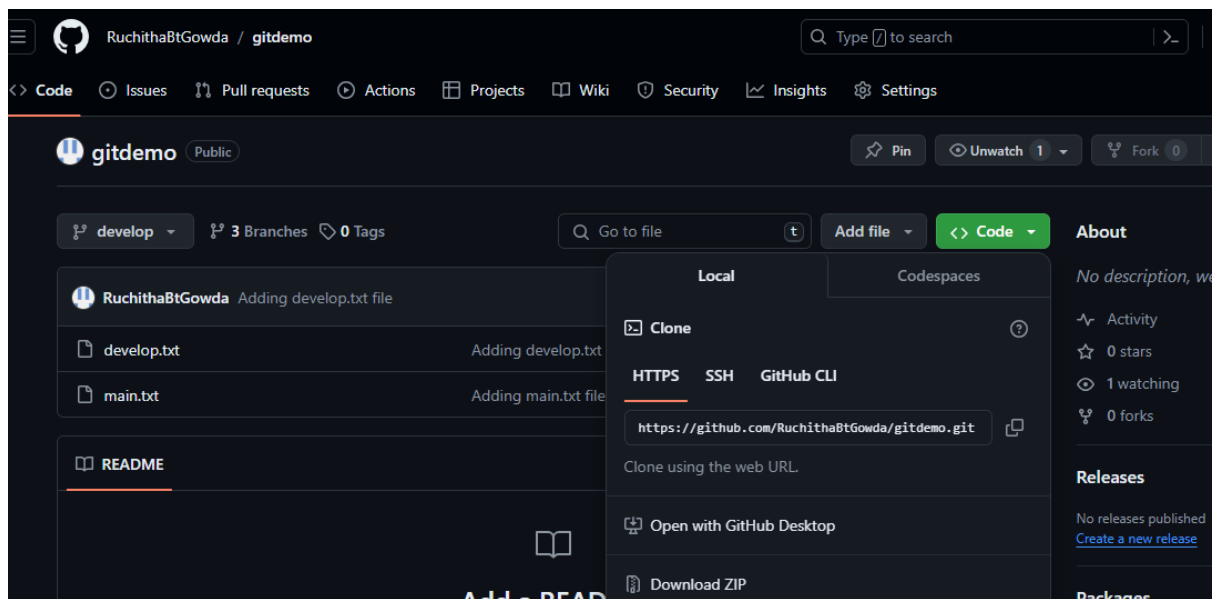 RuchithaBtGowda / gitdemo
Type / to search
Code Issues Pull requests Actions Projects Wiki Security Insights Settings
gitdemo Public
Pin Unwatch 1 Fork 0
develop 3 Branches 0 Tags Go to file t Add file <> Code
RuchithaBtGowda Adding develop.txt file
develop.txt Adding develop.txt
main.txt Adding main.txt file
README
Local Codespaces
Clone
HTTPS SSH GitHub CLI
https://github.com/RuchithaBtGowda/gitdemo.git
Clone using the web URL.
Open with GitHub Desktop
Download ZIP
About
No description, we
Activity
0 stars
1 watching
0 forks
Releases
No releases published
Create a new release